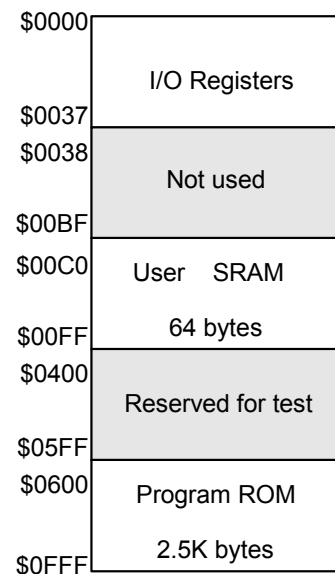 $0000
I/O Registers
$0037
$0038
Not used
$00BF
$00C0
User SRAM
64 bytes
$00FF
$0400
Reserved for test
$05FF
$0600
Program ROM
2.5K bytes
$0FFF